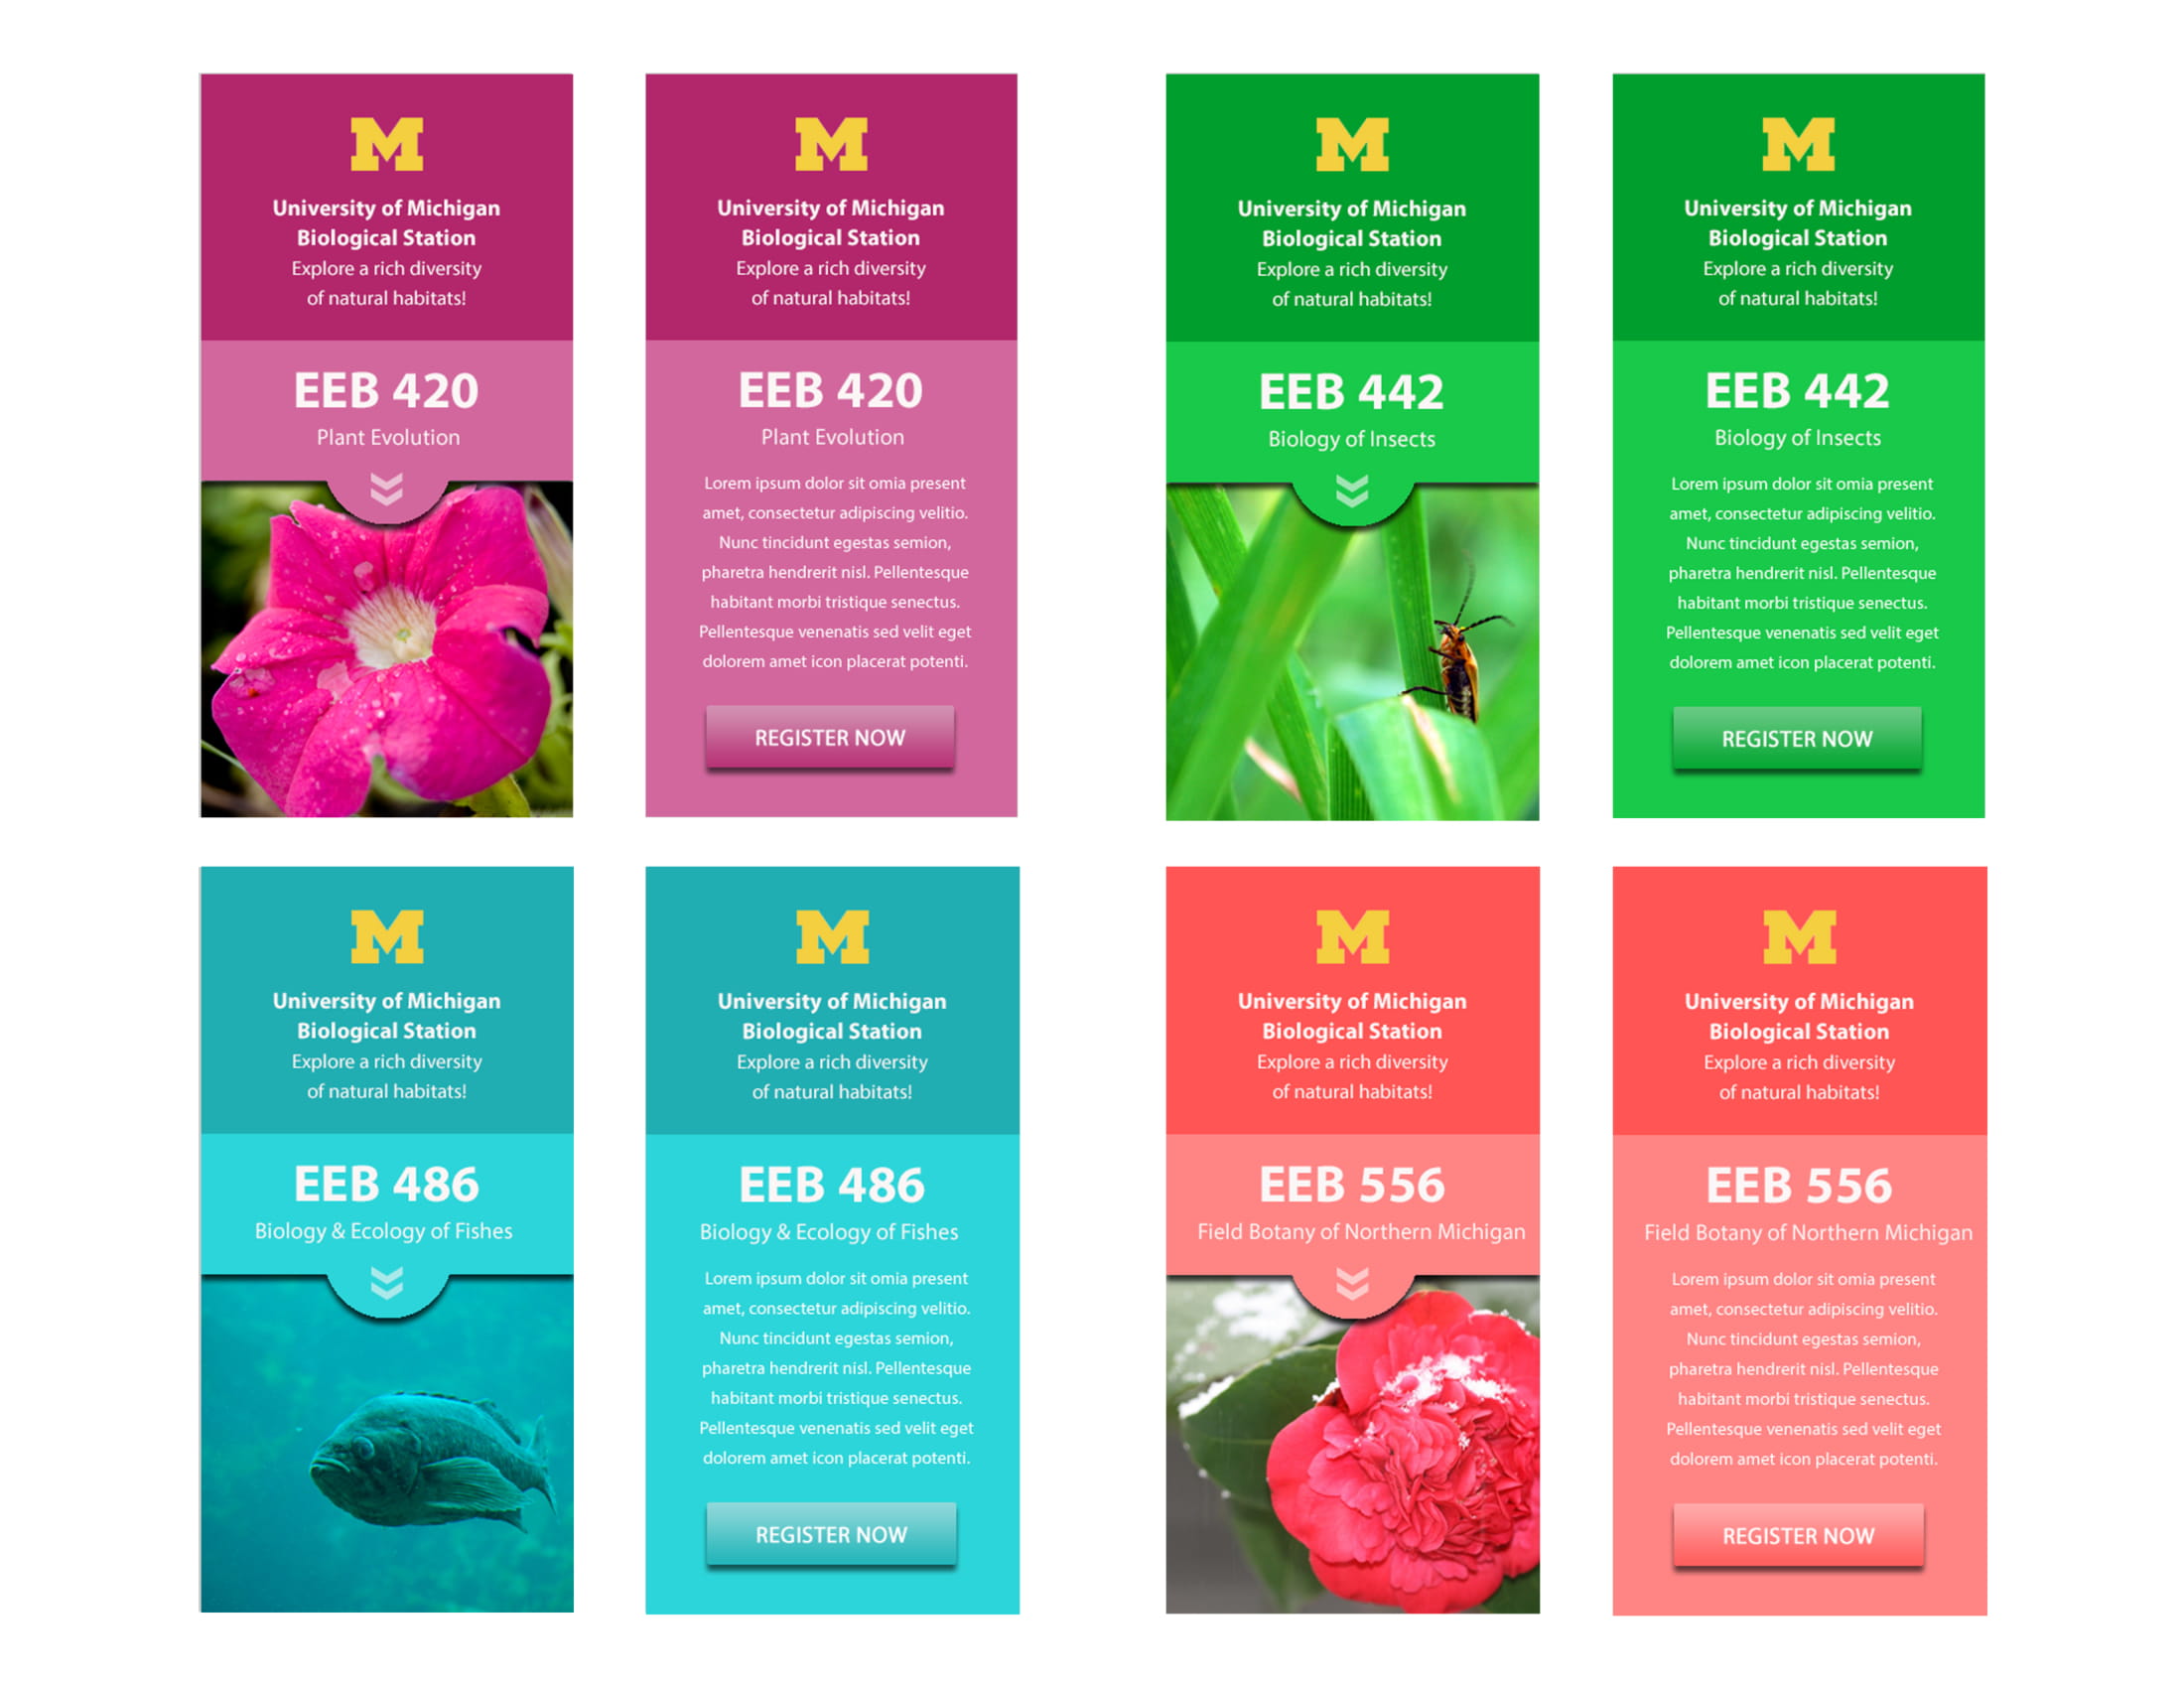 M
University of Michigan
Biological Station
Explore a rich diversity
of natural habitats!
EEB 420
Plant Evolution
M
University of Michigan
Biological Station
Explore a rich diversity
of natural habitats!
EEB 420
Plant Evolution
Lorem ipsum dolor sit omia present
amet, consectetur adipiscing velitio.
Nunc tincidunt egestas semion,
pharetra hendrerit nisl. Pellentesque
habitant morbi tristique senectus.
Pellentesque venenatis sed velit eget
dolorem amet icon placerat potenti.
REGISTER NOW
M
University of Michigan
Biological Station
Explore a rich diversity
of natural habitats!
EEB 442
Biology of Insects
M
University of Michigan
Biological Station
Explore a rich diversity
of natural habitats!
EEB 442
Biology of Insects
Lorem ipsum dolor sit omia present
amet, consectetur adipiscing velitio.
Nunc tincidunt egestas semion,
pharetra hendrerit nisl. Pellentesque
habitant morbi tristique senectus.
Pellentesque venenatis sed velit eget
dolorem amet icon placerat potenti.
REGISTER NOW
M
University of Michigan
Biological Station
Explore a rich diversity
of natural habitats!
EEB 486
Biology & Ecology of Fishes
M
University of Michigan
Biological Station
Explore a rich diversity
of natural habitats!
EEB 486
Biology & Ecology of Fishes
Lorem ipsum dolor sit omia present
amet, consectetur adipiscing velitio.
Nunc tincidunt egestas semion,
pharetra hendrerit nisl. Pellentesque
habitant morbi tristique senectus.
Pellentesque venenatis sed velit eget
dolorem amet icon placerat potenti.
REGISTER NOW
M
University of Michigan
Biological Station
Explore a rich diversity
of natural habitats!
EEB 556
Field Botany of Northern Michigan
M
University of Michigan
Biological Station
Explore a rich diversity
of natural habitats!
EEB 556
Field Botany of Northern Michigan
Lorem ipsum dolor sit omia present
amet, consectetur adipiscing velitio.
Nunc tincidunt egestas semion,
pharetra hendrerit nisl. Pellentesque
habitant morbi tristique senectus.
Pellentesque venenatis sed velit eget
dolorem amet icon placerat potenti.
REGISTER NOW